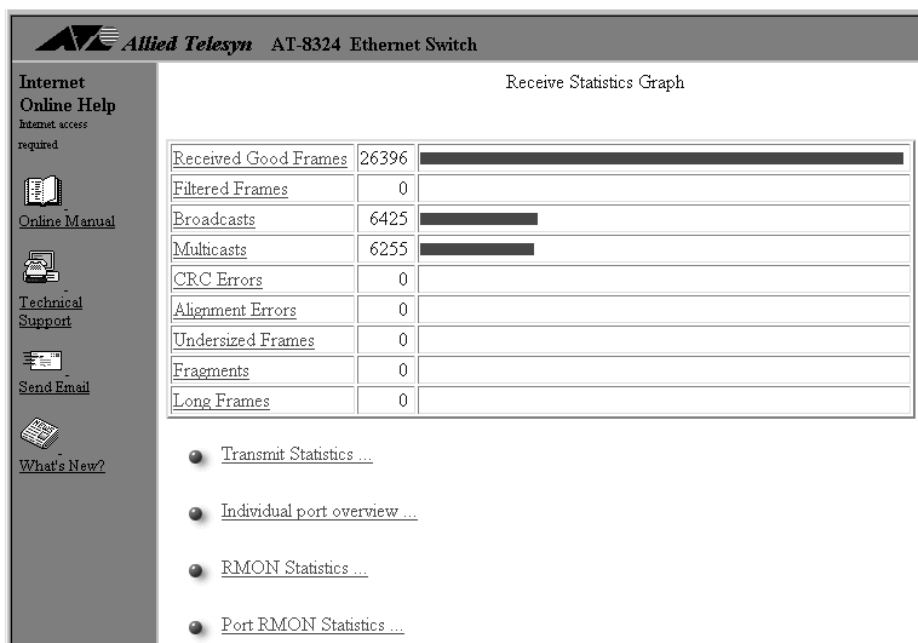 Allied Telesyn AT-8324 Ethernet Switch
Internet
Online Help
Internet access
required
Online Manual
Technical
Support
Send Email
What's New?
Receive Statistics Graph
Received Good Frames 26396
Filtered Frames 0
Broadcasts 6425
Multicasts 6255
CRC Errors 0
Alignment Errors 0
Undersized Frames 0
Fragments 0
Long Frames 0
Transmit Statistics ...
Individual port overview ...
RMON Statistics ...
Port RMON Statistics ...